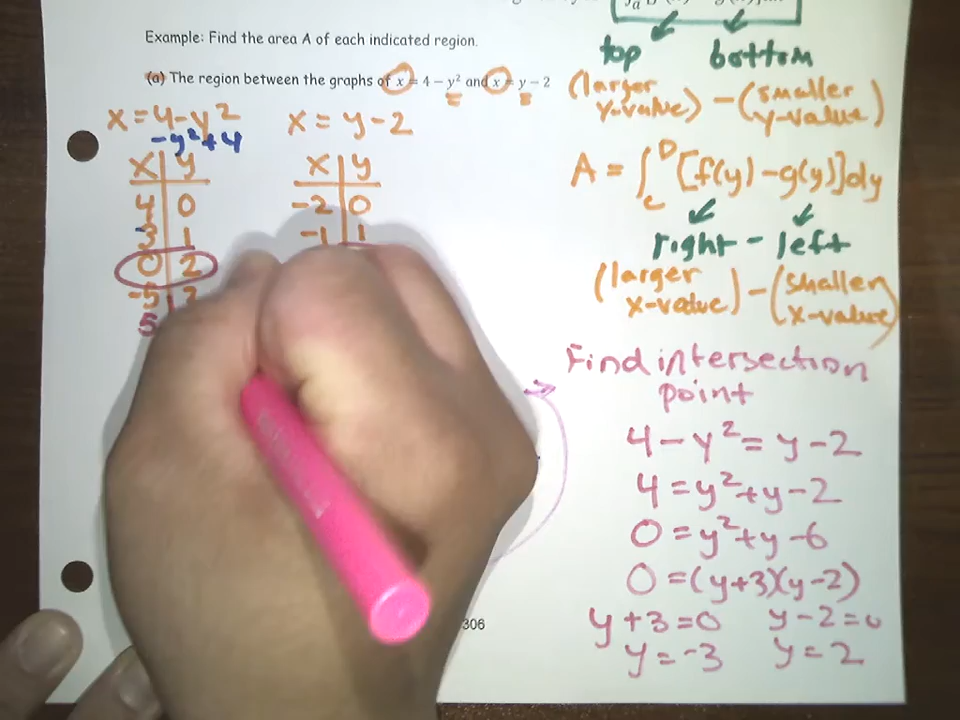 Example: Find the area A of each indicated region.
(a) The region between the graphs of x = 4 − y² and x = y − 2
x = 4 − y²
−y² + 4
x | y
4 | 0
3 | 1
0 | 2
−5
5
x = y − 2
x | y
−2 | 0
−1 | 1
306
top bottom
(larger y-value) − (smaller y-value)
A = ∫_c^D [f(y) − g(y)] dy
right − left
(larger x-value) − (smaller x-value)
Find intersection
point
4 − y² = y − 2
4 = y² + y − 2
0 = y² + y − 6
0 = (y+3)(y−2)
y + 3 = 0 y − 2 = 0
y = −3 y = 2